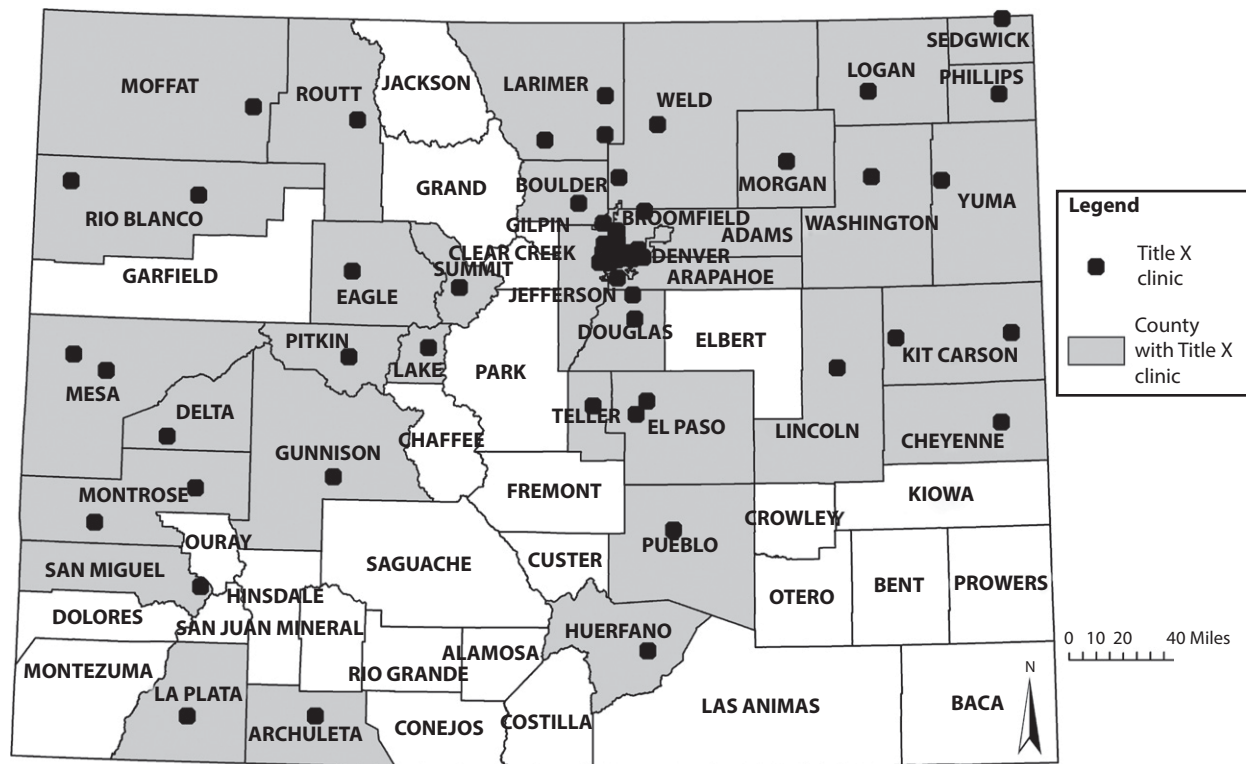 SEDGWICK
JACKSON
LOGAN
PHILLIPS
MOFFAT
ROUTT
LARIMER
WELD
BOULDER
MORGAN
GRAND
YUMA
RIO BLANCO
GILPIN
BROOMFIELD
WASHINGTON
ADAMS
CLEAR CREEK
DENVER
SUMMIT
GARFIELD
ARAPAHOE
EAGLE
JEFFERSON
DOUGLAS
ELBERT
PITKIN
KIT CARSON
LAKE
PARK
MESA
DELTA
TELLER
EL PASO
LINCOLN
CHEYENNE
CHAFFEE
GUNNISON
MONTROSE
FREMONT
KIOWA
CROWLEY
OURAY
PUEBLO
SAGUACHE
CUSTER
SAN MIGUEL
BENT
PROWERS
HINSDALE
OTERO
DOLORES
SAN JUAN
MINERAL
HUERFANO
ALAMOSA
MONTEZUMA
RIO GRANDE
LA PLATA
LAS ANIMAS
BACA
ARCHULETA
CONEJOS
COSTILLA
Legend
Title X
clinic
County
with Title X
clinic
0 10 20 40 Miles
N